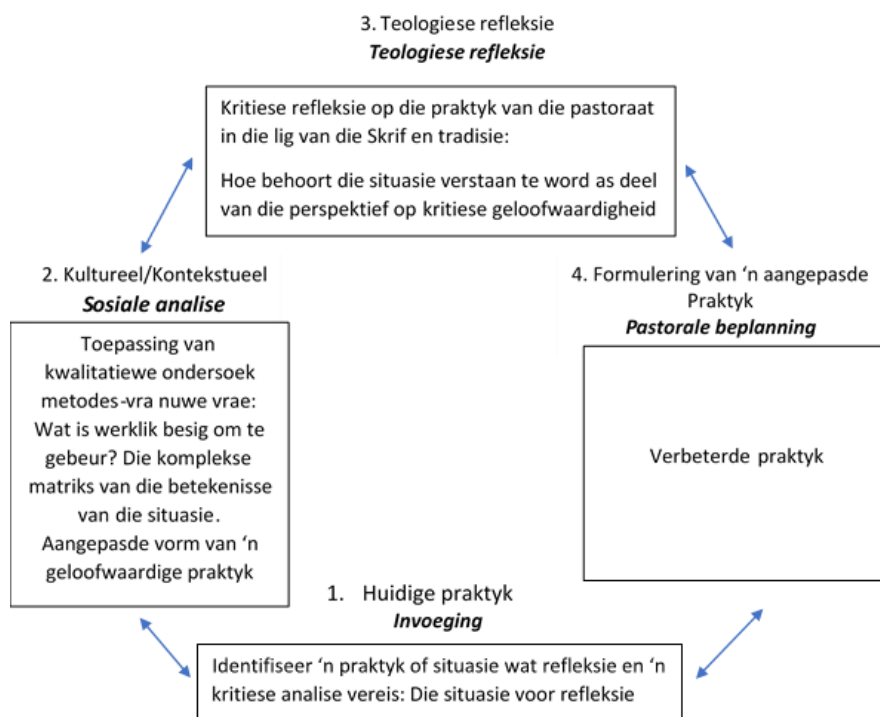 3. Teologiese refleksie
Teologiese refleksie
Kritiese refleksie op die praktyk van die pastoraat
in die lig van die Skrif en tradisie:
Hoe behoort die situasie verstaan te word as deel
van die perspektief op kritiese geloofwaardigheid
2. Kultureel/Kontekstueel
Sosiale analise
Toepassing van
kwalitatiewe ondersoek
metodes-vra nuwe vrae:
Wat is werklik besig om te
gebeur? Die komplekse
matriks van die betekenisse
van die situasie.
Aangepasde vorm van ‘n
geloofwaardige praktyk
4. Formulering van ‘n aangepasde
Praktyk
Pastorale beplanning
Verbeterde praktyk
1. Huidige praktyk
Invoeging
Identifiseer ‘n praktyk of situasie wat refleksie en ‘n
kritiese analise vereis: Die situasie voor refleksie